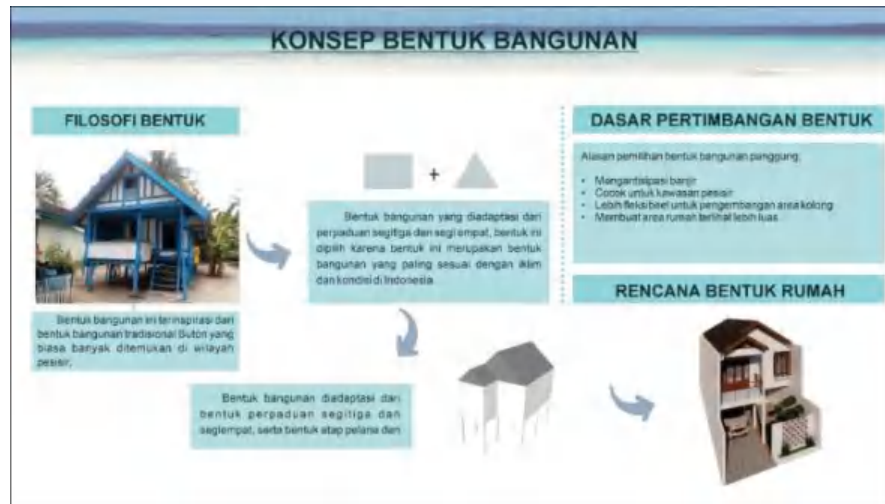 KONSEP BENTUK BANGUNAN
FILOSOFI BENTUK
Bentuk bangunan ini terinspirasi dari
bentuk bangunan tradisional Buton yang
biasa banyak ditemukan di wilayah
pesisir,
+
Bentuk bangunan yang diadaptasi dari
perpaduan segitiga dan segi empat, bentuk ini
dipilih karena bentuk ini merupakan bentuk
bangunan yang paling sesuai dengan iklim
dan kondisi di Indonesia
Bentuk bangunan diadaptasi dari
bentuk perpaduan segitiga dan
segiempat, serta bentuk atap pelana dan
DASAR PERTIMBANGAN BENTUK
Alasan pemilihan bentuk bangunan panggung;
• Mengantisipasi banjir
• Cocok untuk kawasan pesisir
• Lebih fleksibel untuk pengembangan area kolong
• Membuat area rumah terlihat lebih luas
RENCANA BENTUK RUMAH